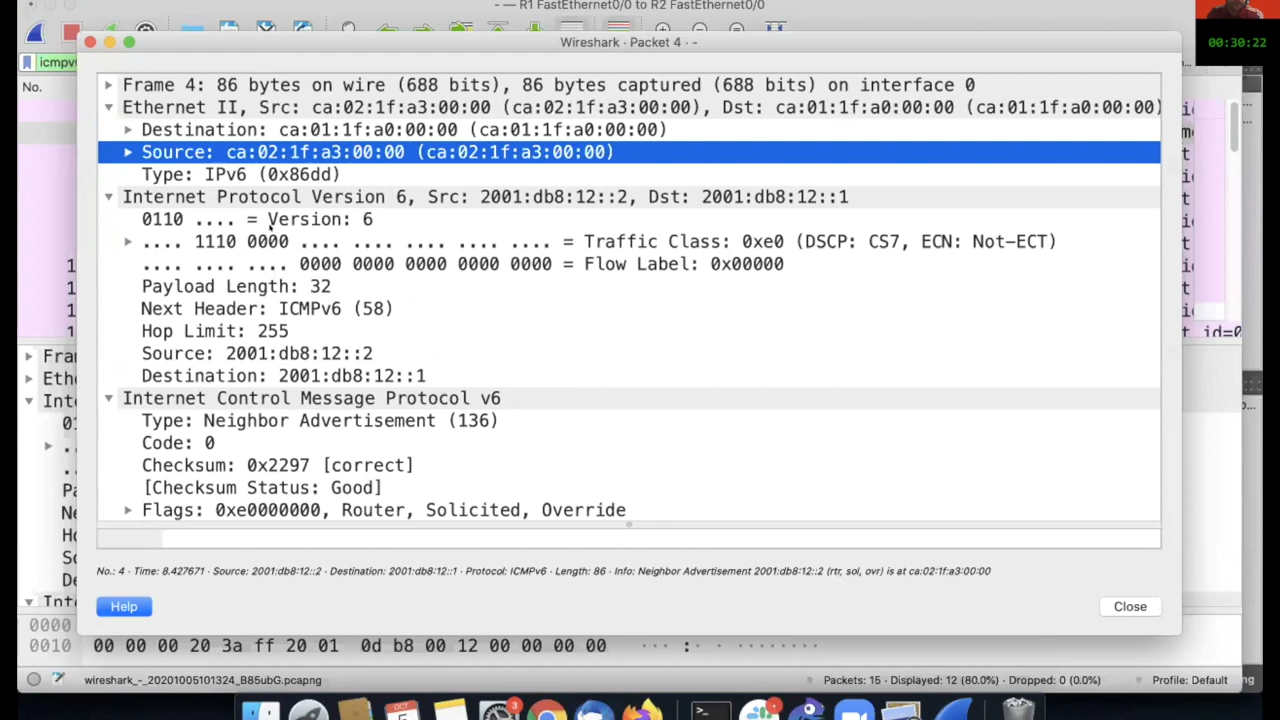 - — R1 FastEthernet0/0 to R2 FastEthernet0/0
00:30:22
Wireshark · Packet 4 · -
icmpv
No.
Frame 4: 86 bytes on wire (688 bits), 86 bytes captured (688 bits) on interface 0
Ethernet II, Src: ca:02:1f:a3:00:00 (ca:02:1f:a3:00:00), Dst: ca:01:1f:a0:00:00 (ca:01:1f:a0:00:00)
Destination: ca:01:1f:a0:00:00 (ca:01:1f:a0:00:00)
Source: ca:02:1f:a3:00:00 (ca:02:1f:a3:00:00)
Type: IPv6 (0x86dd)
Internet Protocol Version 6, Src: 2001:db8:12::2, Dst: 2001:db8:12::1
0110 .... = Version: 6
.... 1110 0000 .... .... .... .... .... = Traffic Class: 0xe0 (DSCP: CS7, ECN: Not-ECT)
.... .... .... 0000 0000 0000 0000 0000 = Flow Label: 0x00000
Payload Length: 32
Next Header: ICMPv6 (58)
Hop Limit: 255
Source: 2001:db8:12::2
Destination: 2001:db8:12::1
Internet Control Message Protocol v6
Type: Neighbor Advertisement (136)
Code: 0
Checksum: 0x2297 [correct]
[Checksum Status: Good]
Flags: 0xe0000000, Router, Solicited, Override
No.: 4 · Time: 8.427671 · Source: 2001:db8:12::2 · Destination: 2001:db8:12::1 · Protocol: ICMPv6 · Length: 86 · Info: Neighbor Advertisement 2001:db8:12::2 (rtr, sol, ovr) is at ca:02:1f:a3:00:00
Help
Close
0000
0010 00 00 00 20 3a ff 20 01 0d b8 00 12 00 00 00 00 ··· :· ········
wireshark_-_20201005101324_B85ubG.pcapng
Packets: 15 · Displayed: 12 (80.0%) · Dropped: 0 (0.0%)
Profile: Default